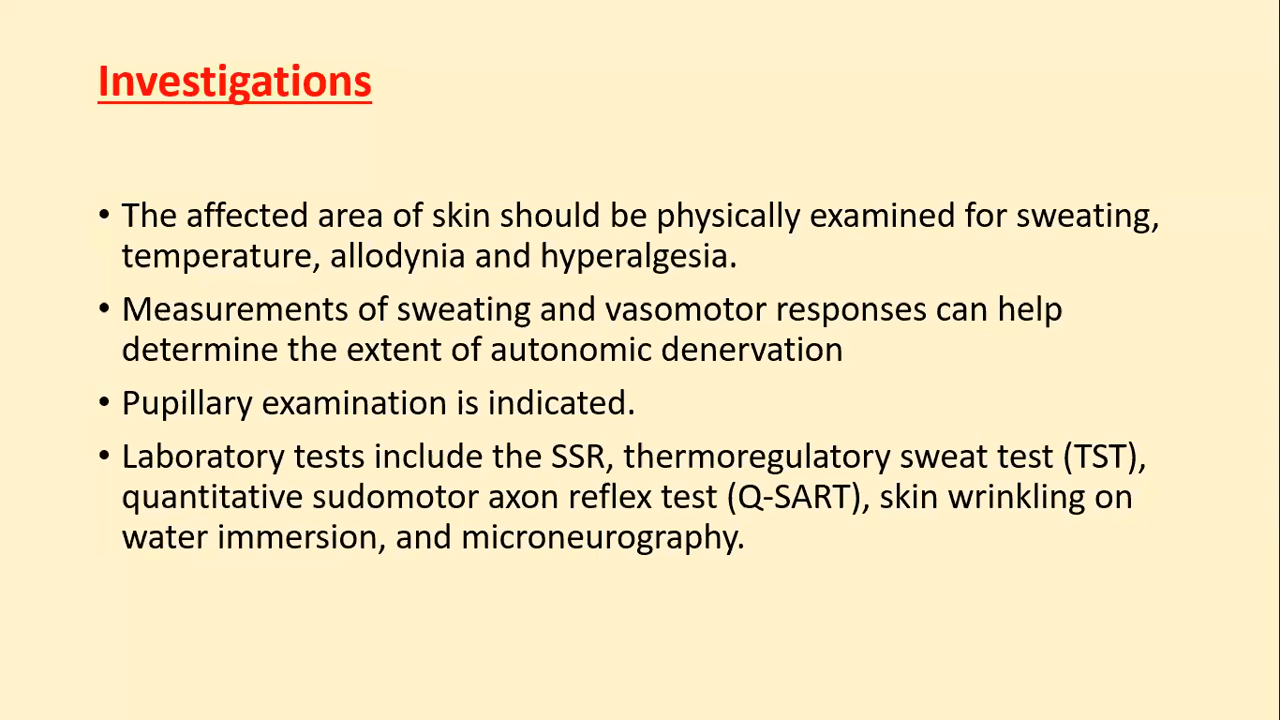 Investigations
• The affected area of skin should be physically examined for sweating,
temperature, allodynia and hyperalgesia.
• Measurements of sweating and vasomotor responses can help
determine the extent of autonomic denervation
• Pupillary examination is indicated.
• Laboratory tests include the SSR, thermoregulatory sweat test (TST),
quantitative sudomotor axon reflex test (Q-SART), skin wrinkling on
water immersion, and microneurography.